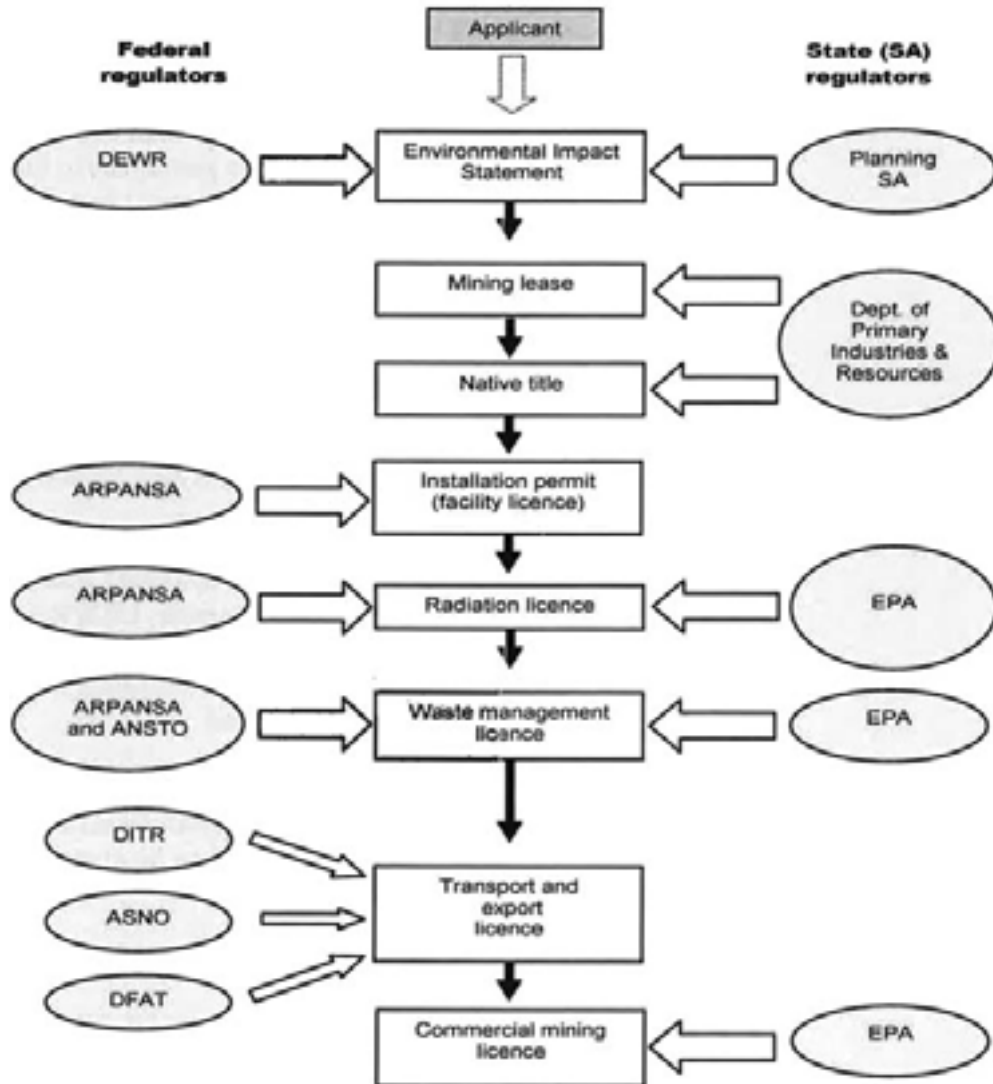 Applicant
Federal
regulators
State (SA)
regulators
DEWR
Environmental Impact
Statement
Planning
SA
Mining lease
Dept. of
Primary
Industries &
Resources
Native title
ARPANSA
Installation permit
(facility licence)
ARPANSA
Radiation licence
EPA
ARPANSA
and ANSTO
Waste management
licence
EPA
DITR
ASNO
DFAT
Transport and
export
licence
Commercial mining
licence
EPA